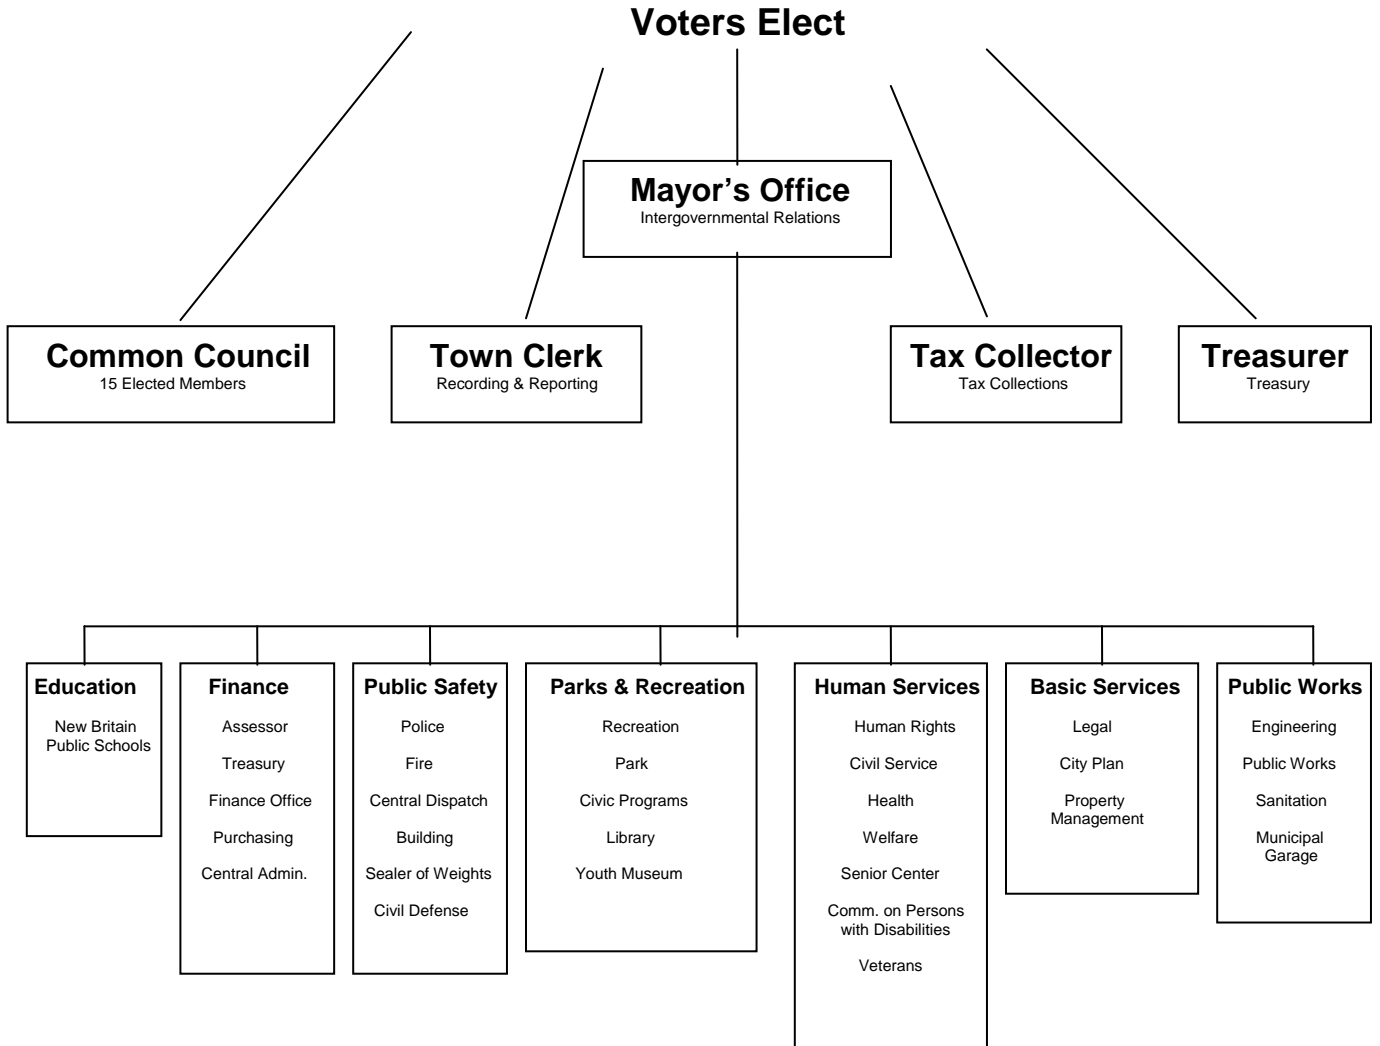 Voters Elect
Mayor’s Office
Intergovernmental Relations
Common Council
15 Elected Members
Town Clerk
Recording & Reporting
Tax Collector
Tax Collections
Treasurer
Treasury
Education
New Britain
Public Schools
Finance
Assessor
Treasury
Finance Office
Purchasing
Central Admin.
Public Safety
Police
Fire
Central Dispatch
Building
Sealer of Weights
Civil Defense
Parks & Recreation
Recreation
Park
Civic Programs
Library
Youth Museum
Human Services
Human Rights
Civil Service
Health
Welfare
Senior Center
Comm. on Persons
with Disabilities
Veterans
Basic Services
Legal
City Plan
Property
Management
Public Works
Engineering
Public Works
Sanitation
Municipal
Garage